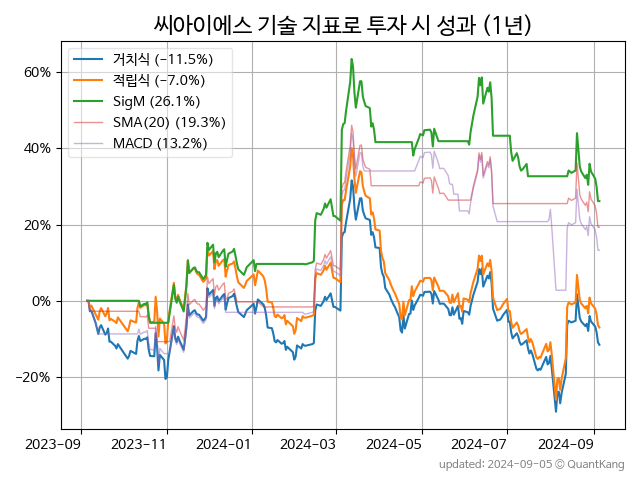 씨아이에스 기술 지표로 투자 시 성과 (1년)
거치식 (−11.5%)
적립식 (−7.0%)
SigM (26.1%)
SMA(20) (19.3%)
MACD (13.2%)
60%
40%
20%
0%
−20%
2023-09
2023-11
2024-01
2024-03
2024-05
2024-07
2024-09
updated: 2024-09-05 © QuantKang